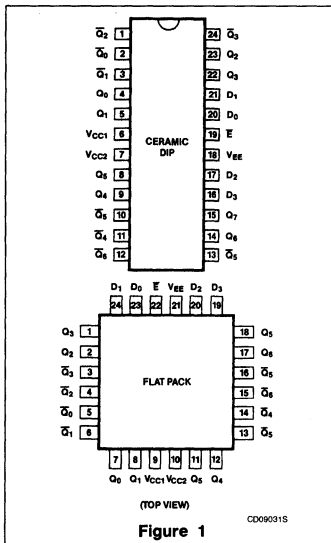 Q̅2 1 24 Q̅3
Q̅0 2 23 Q2
Q̅1 3 22 Q3
Q0 4 21 D1
Q1 5 20 D0
VCC1 6 19 E̅
VCC2 7 CERAMIC DIP 18 VEE
Q5 8 17 D2
Q4 9 16 D3
Q̅5 10 15 Q7
Q̅4 11 14 Q6
Q̅6 12 13 Q̅5
D1 D0 E̅ VEE D2 D3
24 23 22 21 20 19
Q3 1 18 Q5
Q2 2 17 Q6
Q̅3 3 FLAT PACK 16 Q̅5
Q̅2 4 15 Q̅6
Q̅0 5 14 Q̅4
Q̅1 6 13 Q̅5
7 8 9 10 11 12
Q0 Q1 VCC1 VCC2 Q5 Q4
(TOP VIEW)
CD09031S
Figure 1